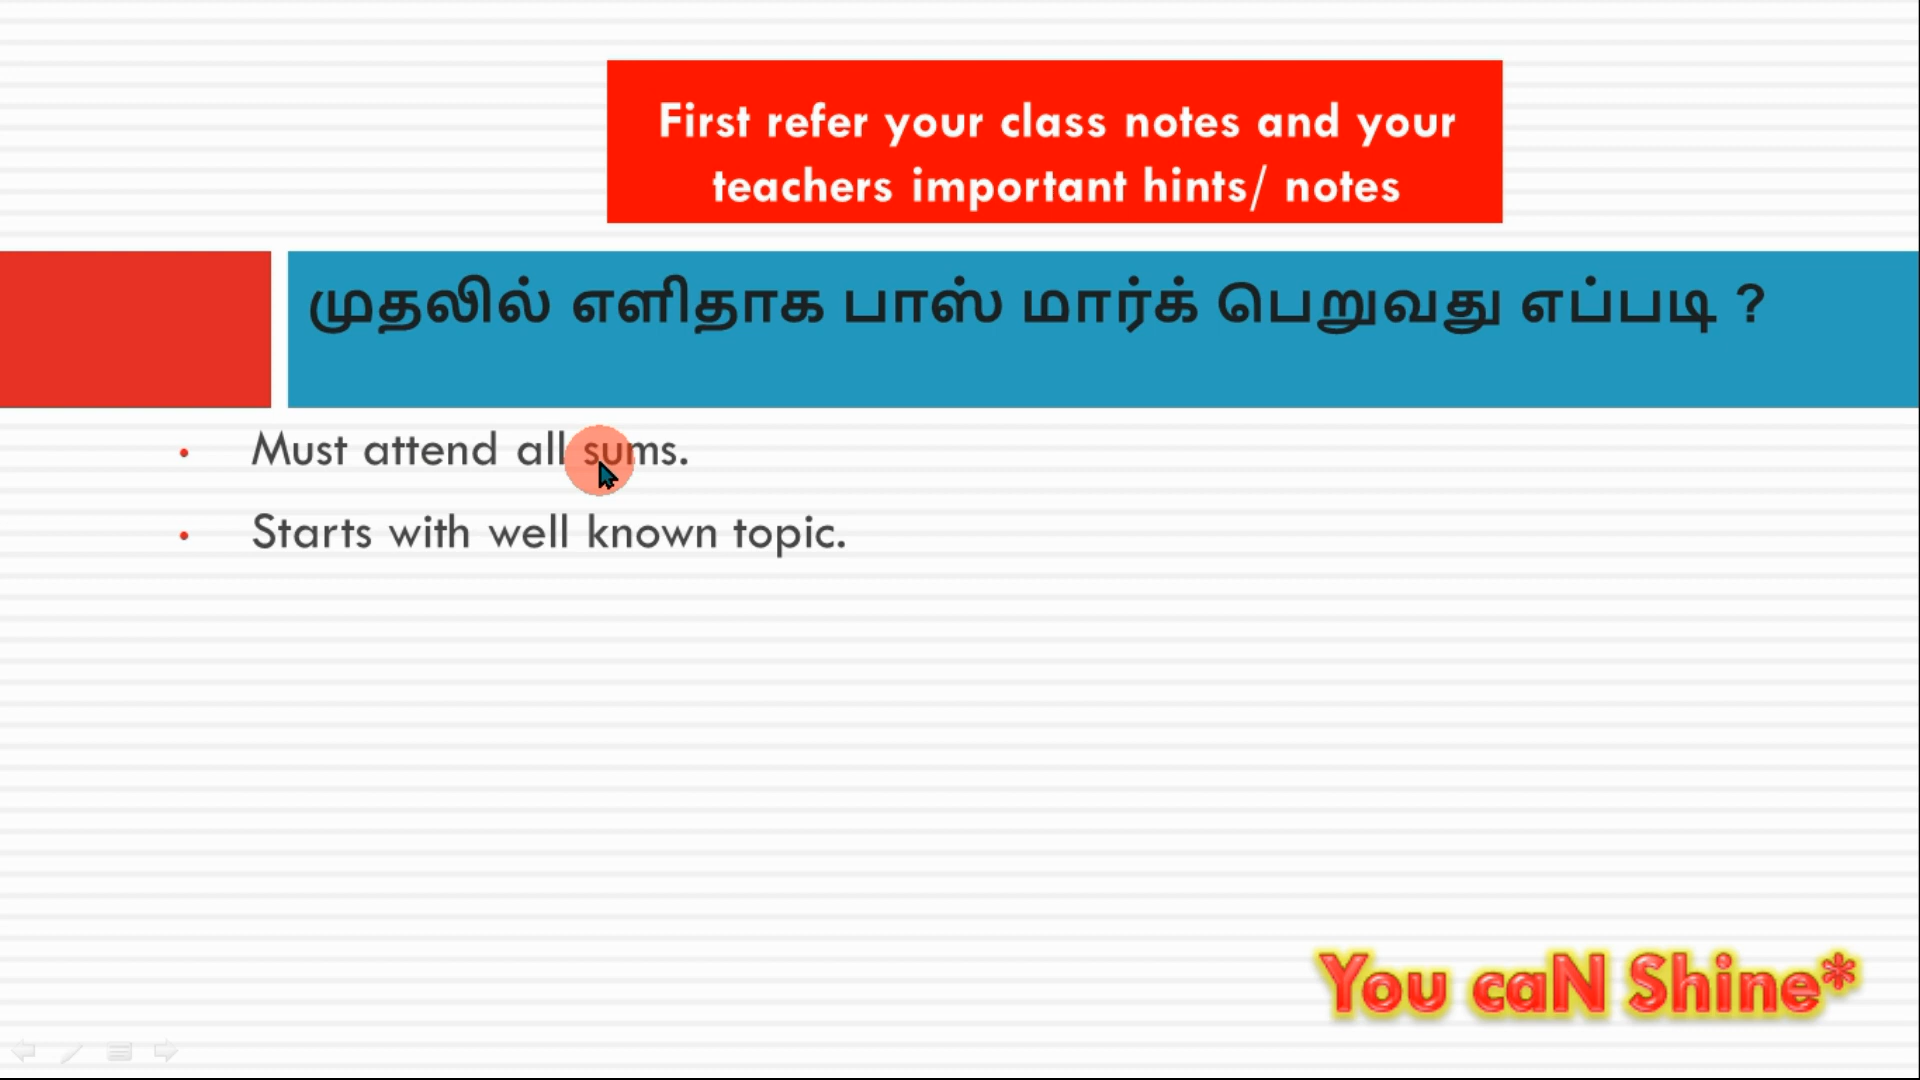 First refer your class notes and your
teachers important hints/ notes
முதலில் எளிதாக பாஸ் மார்க் பெறுவது எப்படி ?
• Must attend all sums.
• Starts with well known topic.
You caN Shine*